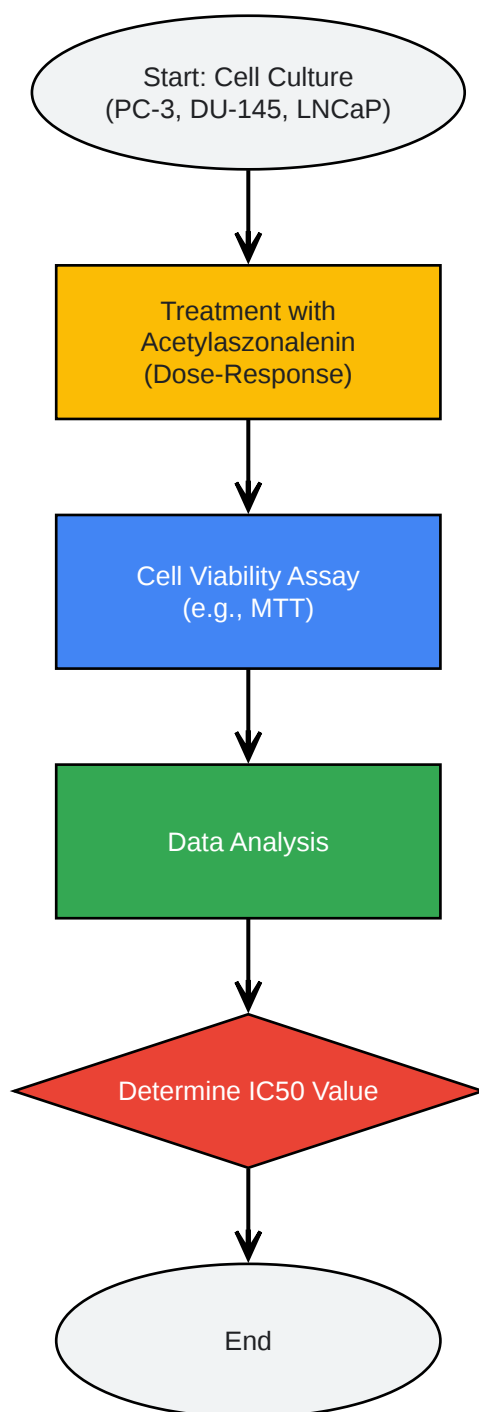 Start: Cell Culture
(PC-3, DU-145, LNCaP)
Treatment with
Acetylaszonalenin
(Dose-Response)
Cell Viability Assay
(e.g., MTT)
Data Analysis
Determine IC50 Value
End